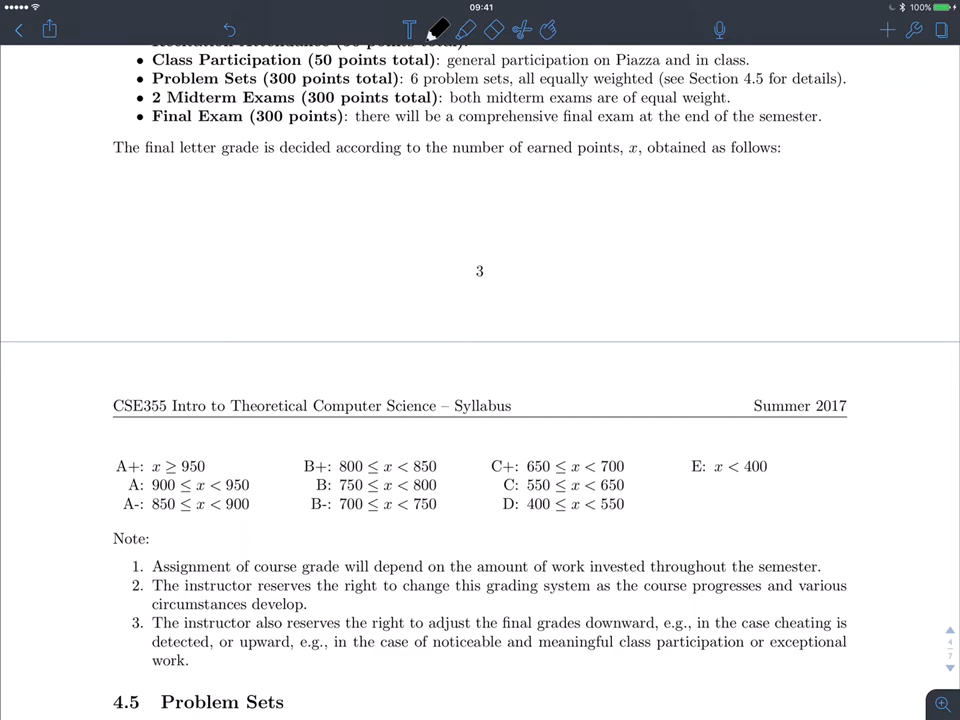 09:41
100%
T
• Class Participation (50 points total): general participation on Piazza and in class.
• Problem Sets (300 points total): 6 problem sets, all equally weighted (see Section 4.5 for details).
• 2 Midterm Exams (300 points total): both midterm exams are of equal weight.
• Final Exam (300 points): there will be a comprehensive final exam at the end of the semester.
The final letter grade is decided according to the number of earned points, x, obtained as follows:
3
CSE355 Intro to Theoretical Computer Science – Syllabus Summer 2017
A+: x ≥ 950 B+: 800 ≤ x < 850 C+: 650 ≤ x < 700 E: x < 400
A: 900 ≤ x < 950 B: 750 ≤ x < 800 C: 550 ≤ x < 650
A-: 850 ≤ x < 900 B-: 700 ≤ x < 750 D: 400 ≤ x < 550
Note:
1. Assignment of course grade will depend on the amount of work invested throughout the semester.
2. The instructor reserves the right to change this grading system as the course progresses and various
circumstances develop.
3. The instructor also reserves the right to adjust the final grades downward, e.g., in the case cheating is
detected, or upward, e.g., in the case of noticeable and meaningful class participation or exceptional
work.
4
7
4.5 Problem Sets